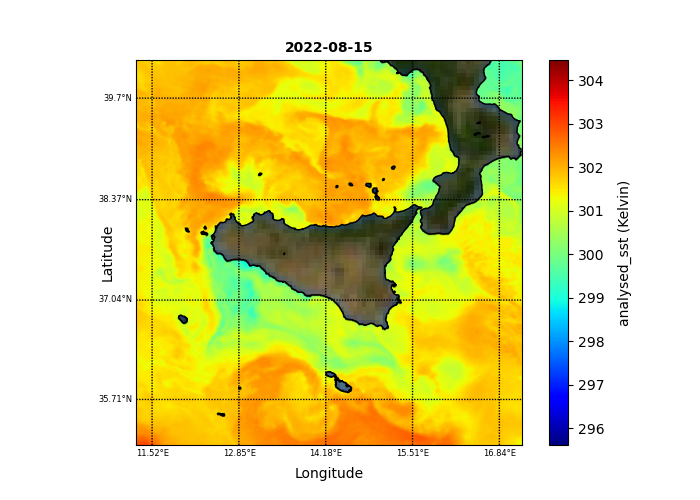 2022-08-15
39.7°N
38.37°N
37.04°N
35.71°N
Latitude
11.52°E 12.85°E 14.18°E 15.51°E 16.84°E
Longitude
304
303
302
301
300
299
298
297
296
analysed_sst (Kelvin)